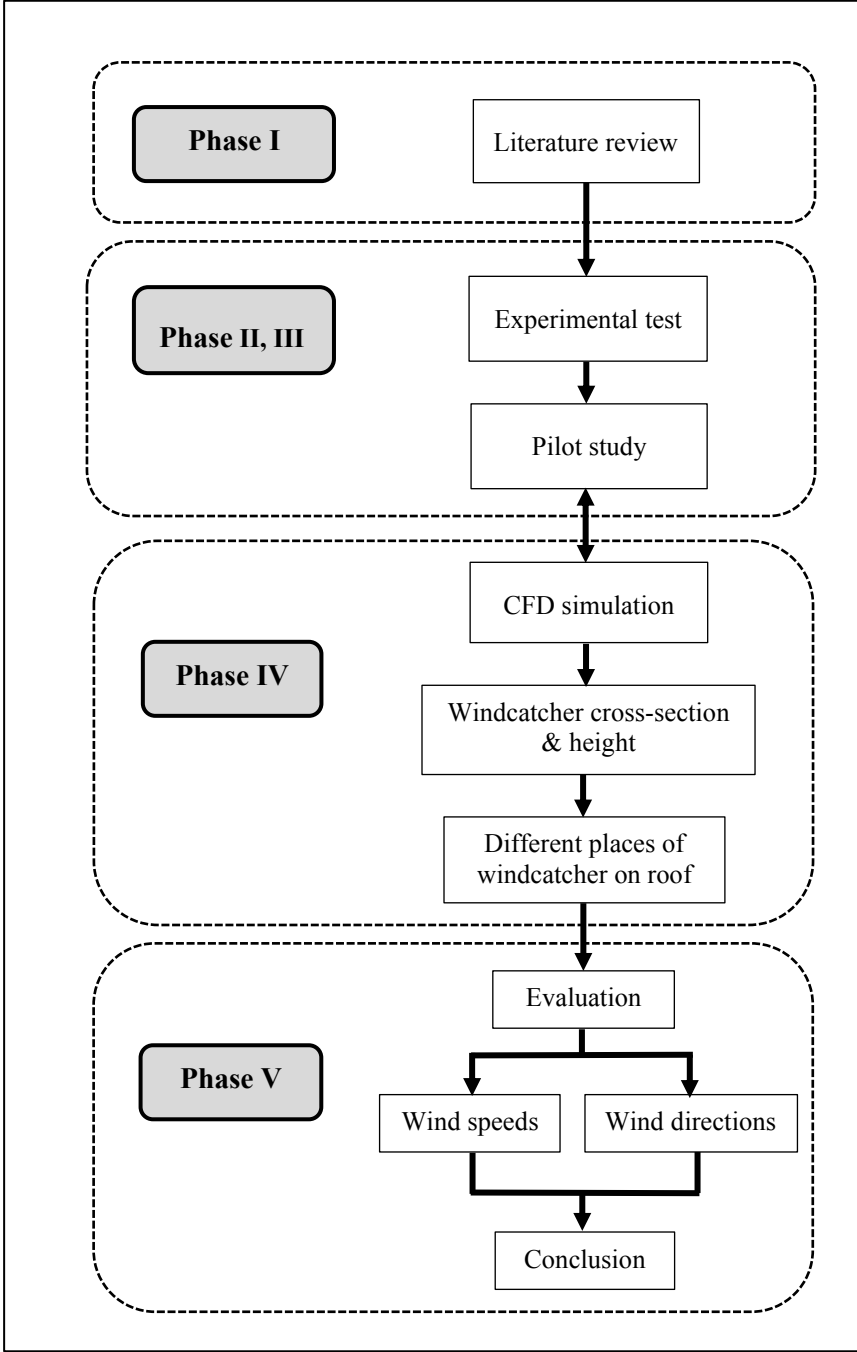 Phase I
Literature review
Phase II, III
Experimental test
Pilot study
Phase IV
CFD simulation
Windcatcher cross-section
& height
Different places of
windcatcher on roof
Phase V
Evaluation
Wind speeds
Wind directions
Conclusion